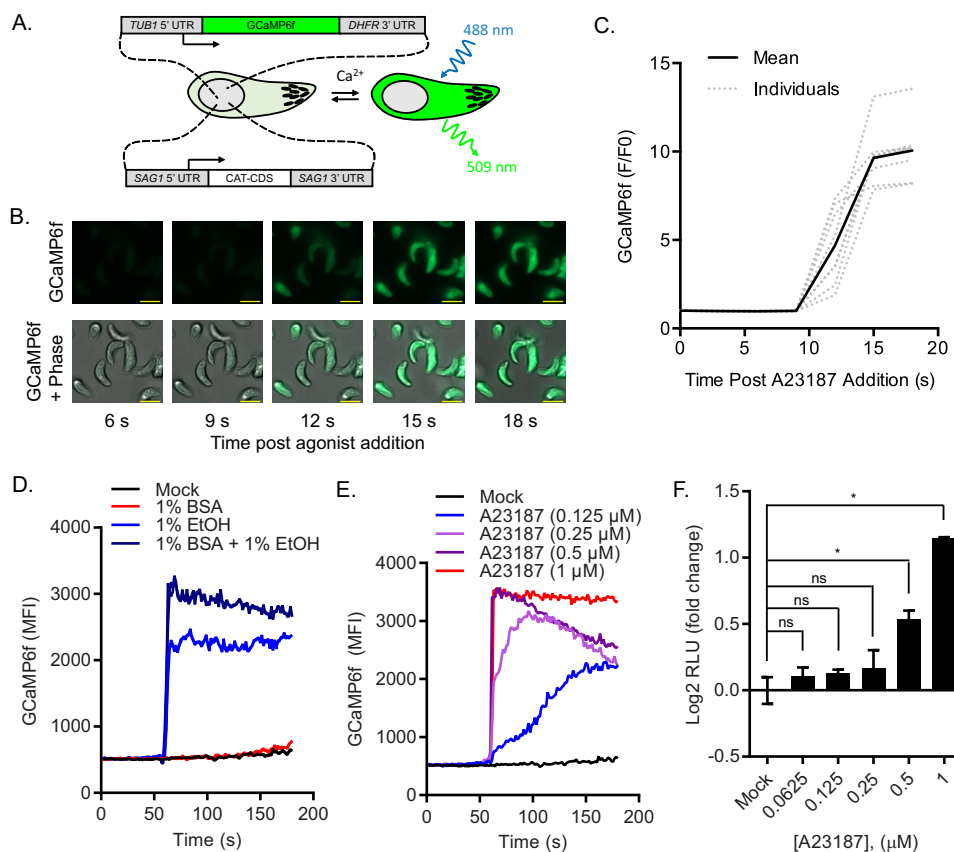 A.
TUB1 5' UTR GCaMP6f DHFR 3' UTR
488 nm
Ca2+
509 nm
SAG1 5' UTR CAT-CDS SAG1 3' UTR
B.
GCaMP6f
GCaMP6f
+ Phase
6 s 9 s 12 s 15 s 18 s
Time post agonist addition
C.
Mean
Individuals
GCaMP6f (F/F0)
15
10
5
0
0 5 10 15 20
Time Post A23187 Addition (s)
D.
Mock
1% BSA
1% EtOH
1% BSA + 1% EtOH
GCaMP6f (MFI)
4000
3000
2000
1000
0
0 50 100 150 200
Time (s)
E.
Mock
A23187 (0.125 μM)
A23187 (0.25 μM)
A23187 (0.5 μM)
A23187 (1 μM)
GCaMP6f (MFI)
4000
3000
2000
1000
0
0 50 100 150 200
Time (s)
F.
Log2 RLU (fold change)
1.5
1.0
0.5
0.0
-0.5
*
*
ns
ns
ns
Mock 0.0625 0.125 0.25 0.5 1
[A23187], (μM)